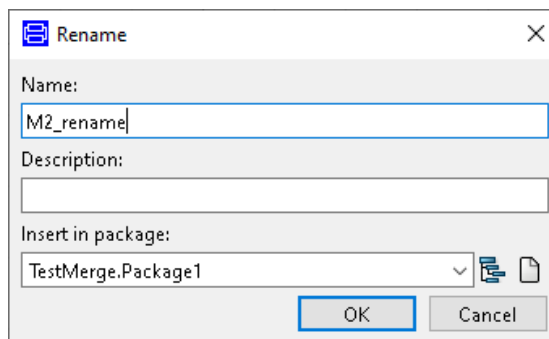 Rename
Name:
M2_rename
Description:
Insert in package:
TestMerge.Package1
OK Cancel